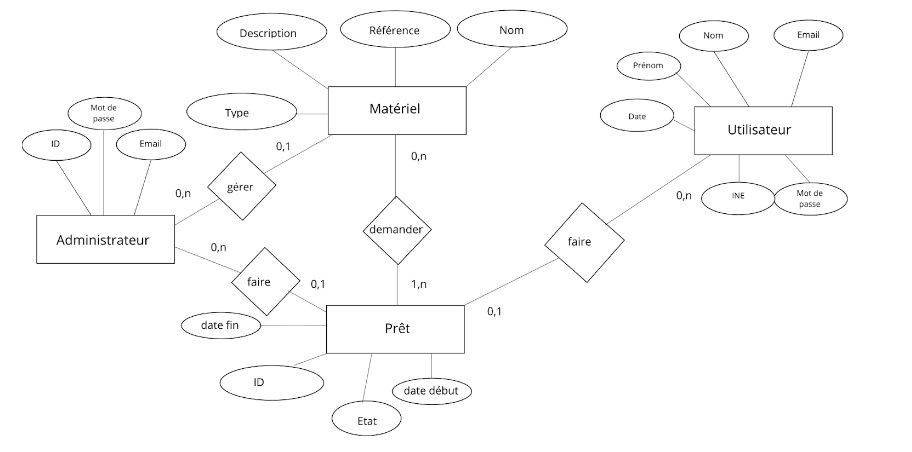 Description
Référence
Nom
Nom
Email
Prénom
Type
Matériel
Date
Utilisateur
Mot de
passe
ID
Email
0,1
0,n
gérer
0,n
0,n
INE
Mot de
passe
Administrateur
0,n
demander
faire
faire
0,1
1,n
0,1
date fin
Prêt
ID
Etat
date début